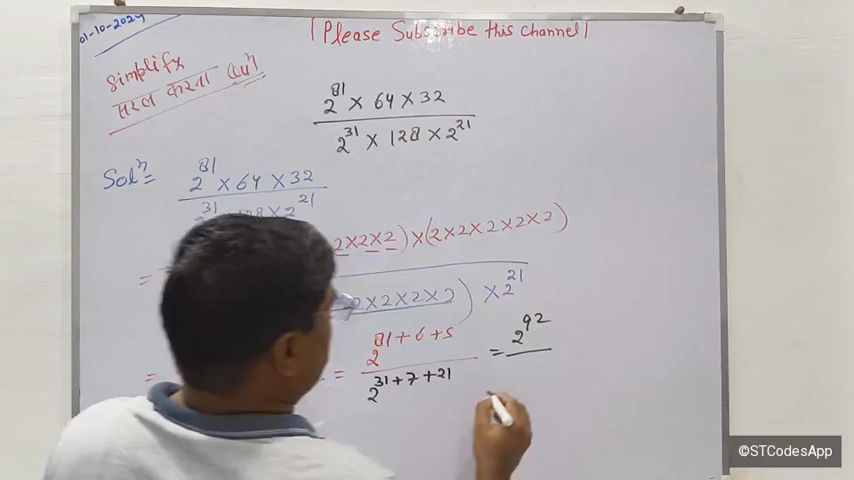 01-10-2024
|Please Subscribe this channel|
Simplify
सरल करना
2^81 × 64 × 32
2^31 × 128 × 2^21
Solⁿ = 2^81 × 64 × 32
2 × 2 × 2) × (2 × 2 × 2 × 2 × 2)
=
2 × 2 × 2 × 2) × 2^21
= = 2^81+6+5 = 2^92
2^31+7+21
©STCodesApp